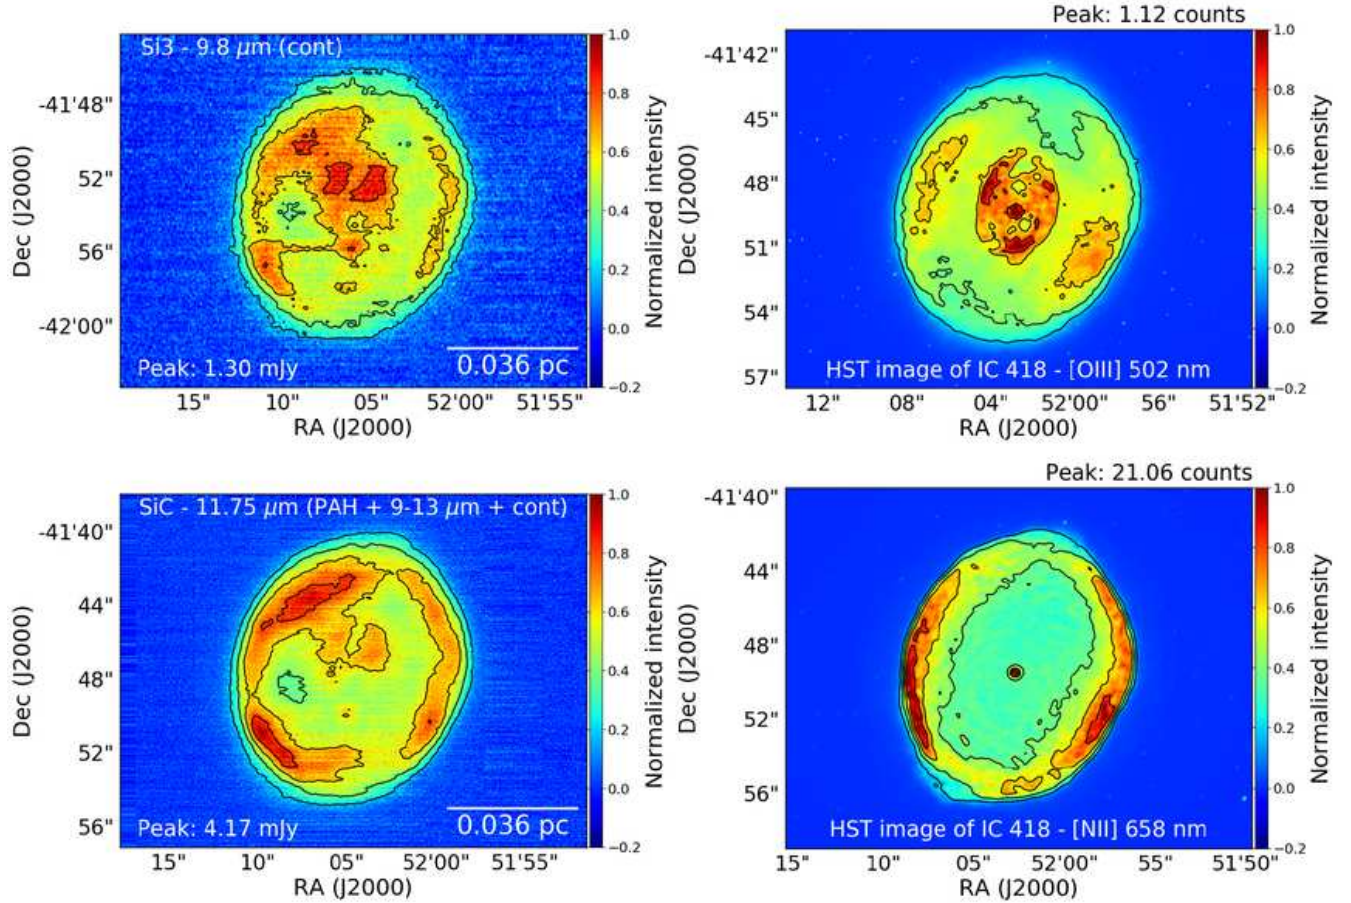 Si3 - 9.8 μm (cont)
1.0
0.8
0.6
0.4
0.2
0.0
−0.2
Normalized intensity
-41'48"
52"
56"
-42'00"
Dec (J2000)
Peak: 1.30 mJy
0.036 pc
15" 10" 05" 52'00" 51'55"
RA (J2000)
Peak: 1.12 counts
1.0
0.8
0.6
0.4
0.2
0.0
−0.2
Normalized intensity
-41'42"
45"
48"
51"
54"
57"
Dec (J2000)
HST image of IC 418 - [OIII] 502 nm
12" 08" 04" 52'00" 56" 51'52"
RA (J2000)
SiC - 11.75 μm (PAH + 9-13 μm + cont)
1.0
0.8
0.6
0.4
0.2
0.0
−0.2
Normalized intensity
-41'40"
44"
48"
52"
56"
Dec (J2000)
Peak: 4.17 mJy
0.036 pc
15" 10" 05" 52'00" 51'55"
RA (J2000)
Peak: 21.06 counts
1.0
0.8
0.6
0.4
0.2
0.0
−0.2
Normalized intensity
-41'40"
44"
48"
52"
56"
Dec (J2000)
HST image of IC 418 - [NII] 658 nm
15" 10" 05" 52'00" 55" 51'50"
RA (J2000)